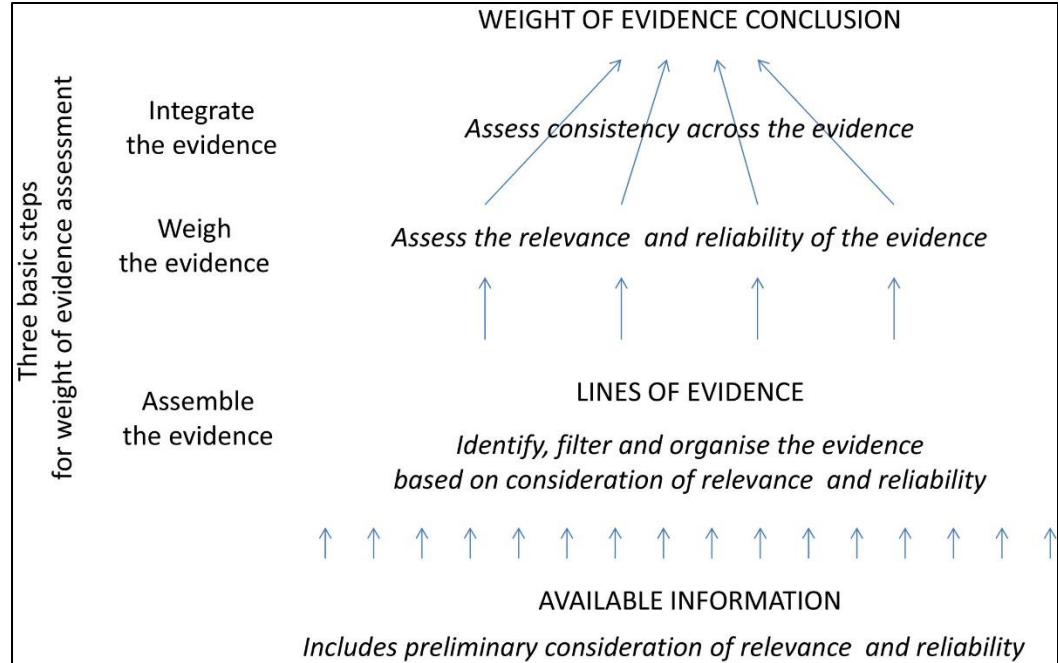 WEIGHT OF EVIDENCE CONCLUSION
Three basic steps
for weight of evidence assessment
Integrate
the evidence
Assess consistency across the evidence
Weigh
the evidence
Assess the relevance and reliability of the evidence
Assemble
the evidence
LINES OF EVIDENCE
Identify, filter and organise the evidence
based on consideration of relevance and reliability
AVAILABLE INFORMATION
Includes preliminary consideration of relevance and reliability